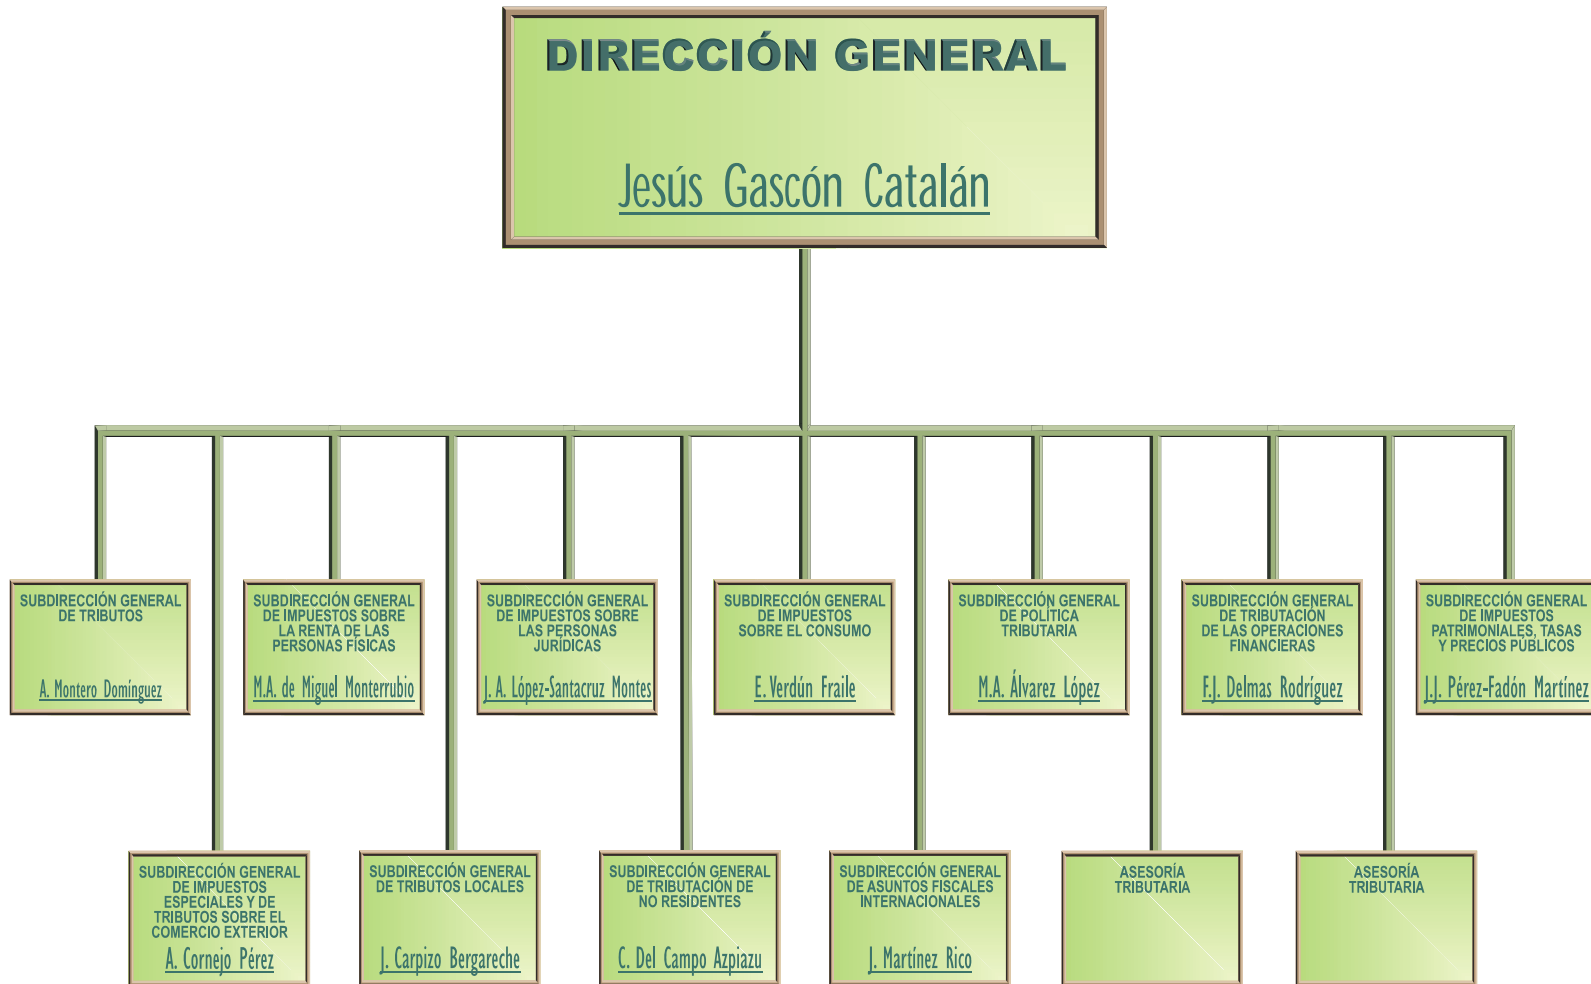 DIRECCIÓN GENERAL
Jesús Gascón Catalán
SUBDIRECCIÓN GENERAL
DE TRIBUTOS
A. Montero Domínguez
SUBDIRECCIÓN GENERAL
DE IMPUESTOS SOBRE
LA RENTA DE LAS
PERSONAS FÍSICAS
M.A. de Miguel Monterrubio
SUBDIRECCIÓN GENERAL
DE IMPUESTOS SOBRE
LAS PERSONAS
JURÍDICAS
J. A. López-Santacruz Montes
SUBDIRECCIÓN GENERAL
DE IMPUESTOS
SOBRE EL CONSUMO
E. Verdún Fraile
SUBDIRECCIÓN GENERAL
DE POLÍTICA
TRIBUTARIA
M.A. Álvarez López
SUBDIRECCIÓN GENERAL
DE TRIBUTACIÓN
DE LAS OPERACIONES
FINANCIERAS
F.J. Delmas Rodríguez
SUBDIRECCIÓN GENERAL
DE IMPUESTOS
PATRIMONIALES, TASAS
Y PRECIOS PÚBLICOS
J.J. Pérez-Fadón Martínez
SUBDIRECCIÓN GENERAL
DE IMPUESTOS
ESPECIALES Y DE
TRIBUTOS SOBRE EL
COMERCIO EXTERIOR
A. Cornejo Pérez
SUBDIRECCIÓN GENERAL
DE TRIBUTOS LOCALES
J. Carpizo Bergareche
SUBDIRECCIÓN GENERAL
DE TRIBUTACIÓN DE
NO RESIDENTES
C. Del Campo Azpiazu
SUBDIRECCIÓN GENERAL
DE ASUNTOS FISCALES
INTERNACIONALES
J. Martínez Rico
ASESORÍA
TRIBUTARIA
ASESORÍA
TRIBUTARIA